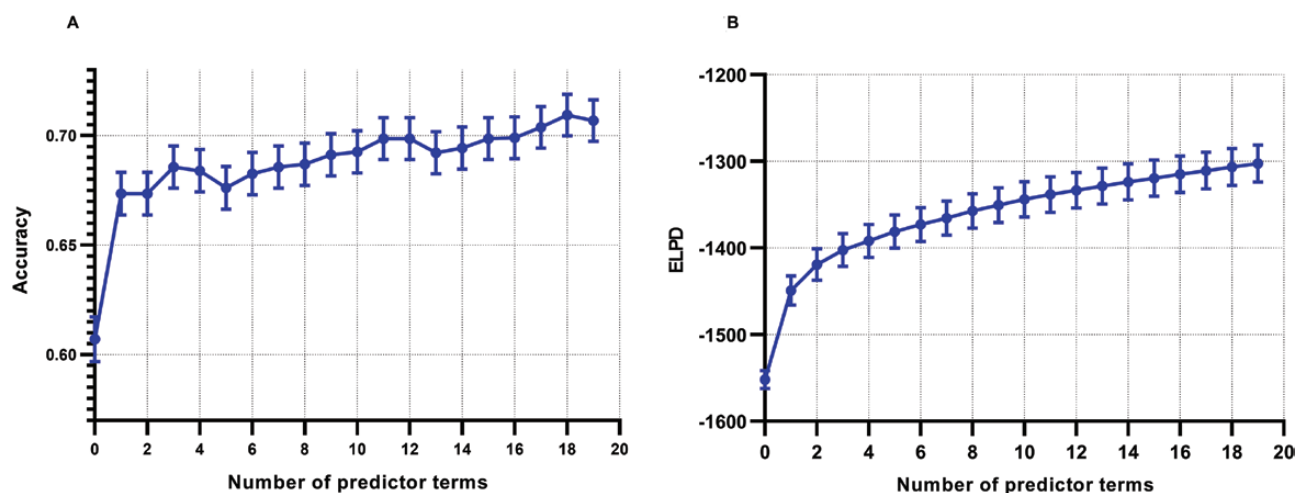 A
Accuracy
0.70
0.65
0.60
0 2 4 6 8 10 12 14 16 18 20
Number of predictor terms
B
ELPD
-1200
-1300
-1400
-1500
-1600
0 2 4 6 8 10 12 14 16 18 20
Number of predictor terms